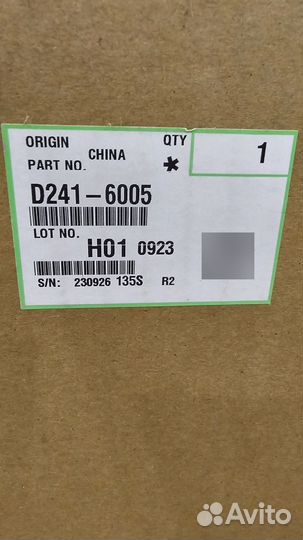 ORIGIN CHINA QTY
PART NO. * 1
D241-6005
LOT NO.
H01 0923
S/N: 230926 135S R2
Avito